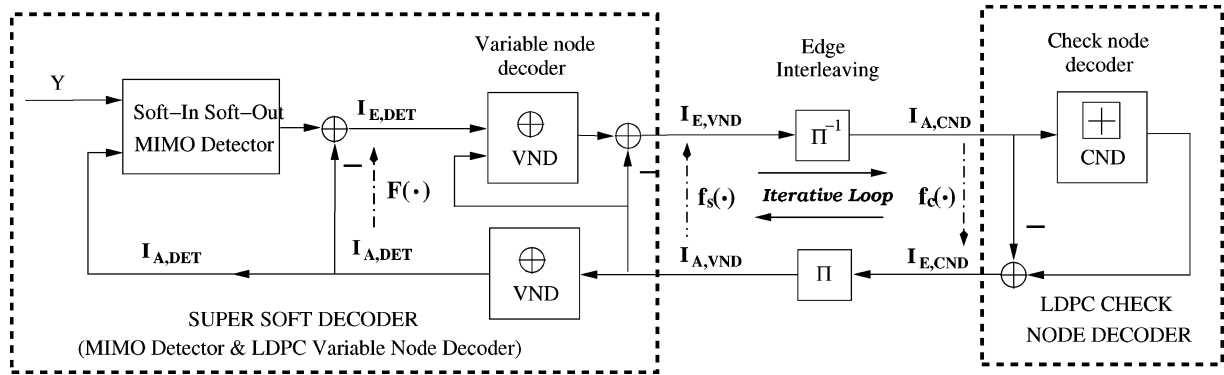 Y
Soft-In Soft-Out
MIMO Detector
I_E,DET
F(·)
I_A,DET
I_A,DET
Variable node
decoder
VND
VND
SUPER SOFT DECODER
(MIMO Detector & LDPC Variable Node Decoder)
I_E,VND
f_s(·)
I_A,VND
Edge
Interleaving
Π⁻¹
Iterative Loop
Π
I_A,CND
f_c(·)
I_E,CND
Check node
decoder
CND
LDPC CHECK
NODE DECODER